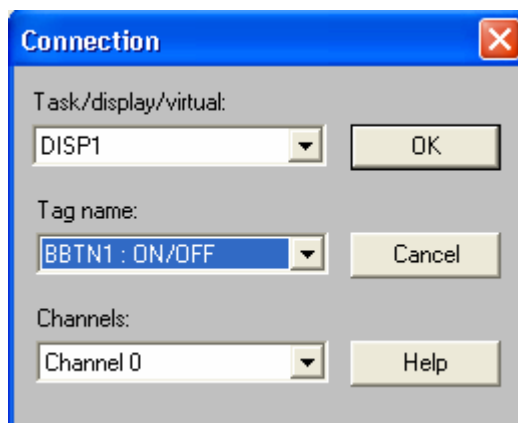 Connection
Task/display/virtual:
DISP1
OK
Tag name:
BBTN1 : ON/OFF
Cancel
Channels:
Channel 0
Help